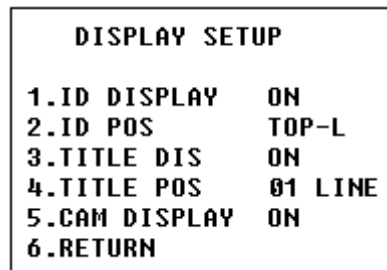 DISPLAY SETUP
1.ID DISPLAY ON
2.ID POS TOP-L
3.TITLE DIS ON
4.TITLE POS 01 LINE
5.CAM DISPLAY ON
6.RETURN